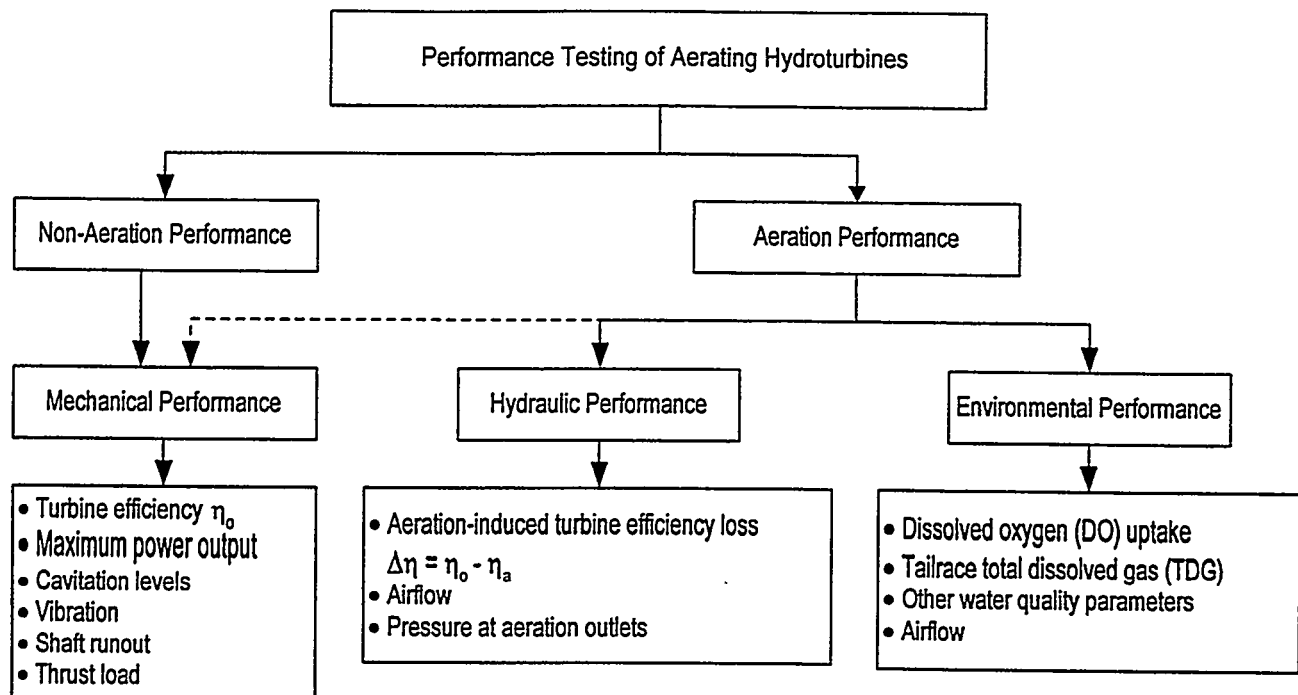 Performance Testing of Aerating Hydroturbines
Non-Aeration Performance
Aeration Performance
Mechanical Performance
Hydraulic Performance
Environmental Performance
• Turbine efficiency ηo
• Maximum power output
• Cavitation levels
• Vibration
• Shaft runout
• Thrust load
• Aeration-induced turbine efficiency loss
Δη = ηo - ηa
• Airflow
• Pressure at aeration outlets
• Dissolved oxygen (DO) uptake
• Tailrace total dissolved gas (TDG)
• Other water quality parameters
• Airflow